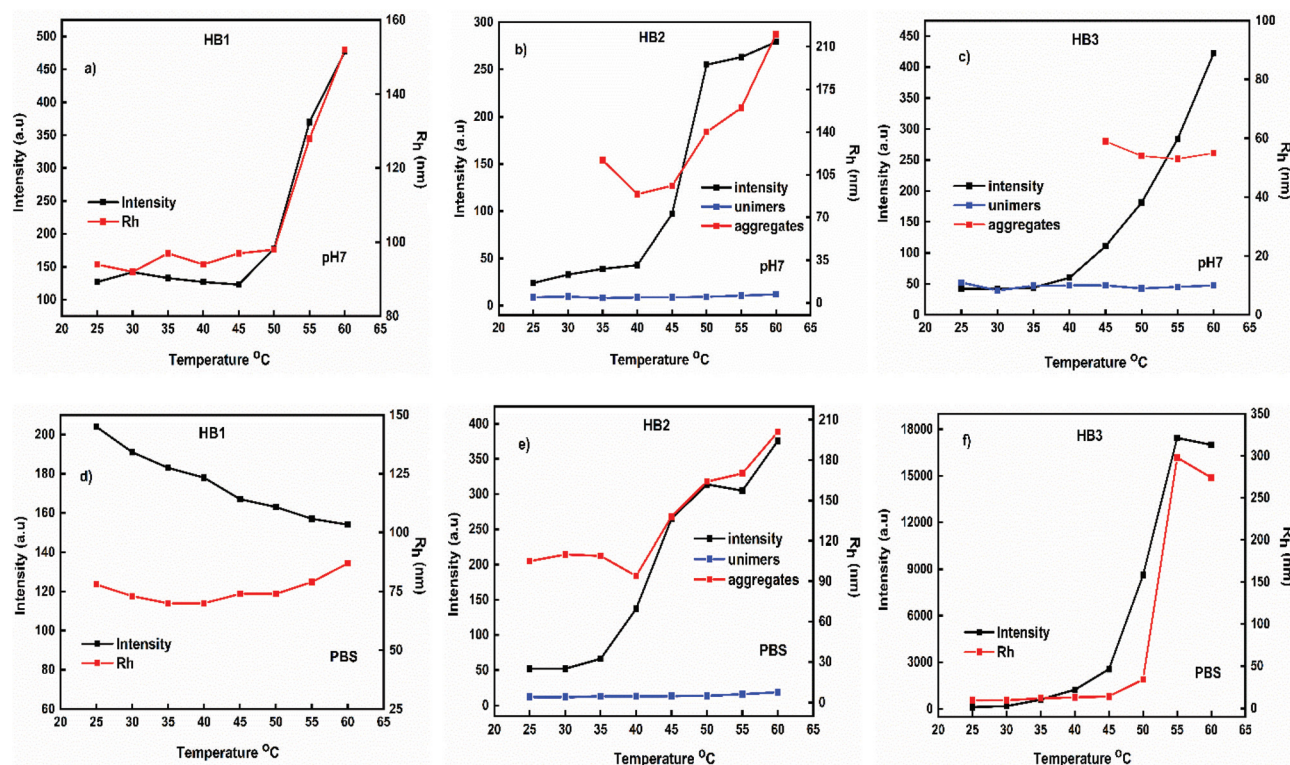 HB1
a)
Intensity (a.u)
500
450
400
350
300
250
200
150
100
Intensity
Rh
pH7
160
140
120
100
80
Rh (nm)
20 25 30 35 40 45 50 55 60 65
Temperature ᴼC
HB2
b)
Intensity (a.u)
300
250
200
150
100
50
0
intensity
unimers
aggregates
pH7
210
175
140
105
70
35
0
Rh (nm)
20 25 30 35 40 45 50 55 60 65
Temperature ᴼC
HB3
c)
Intensity (a.u)
450
400
350
300
250
200
150
100
50
0
intensity
unimers
aggregates
pH7
100
80
60
40
20
0
Rh (nm)
20 25 30 35 40 45 50 55 60 65
Temperature ᴼC
HB1
d)
Intensity (a.u)
200
180
160
140
120
100
80
60
Intensity
Rh
PBS
150
125
100
75
50
25
Rh (nm)
20 25 30 35 40 45 50 55 60 65
Temperature ᴼC
HB2
e)
Intensity (a.u)
400
350
300
250
200
150
100
50
0
intensity
unimers
aggregates
PBS
210
180
150
120
90
60
30
0
Rh (nm)
20 25 30 35 40 45 50 55 60 65
Temperature ᴼC
HB3
f)
Intensity (a.u)
18000
15000
12000
9000
6000
3000
0
Intensity
Rh
PBS
350
300
250
200
150
100
50
0
Rh (nm)
20 25 30 35 40 45 50 55 60 65
Temperature ᴼC